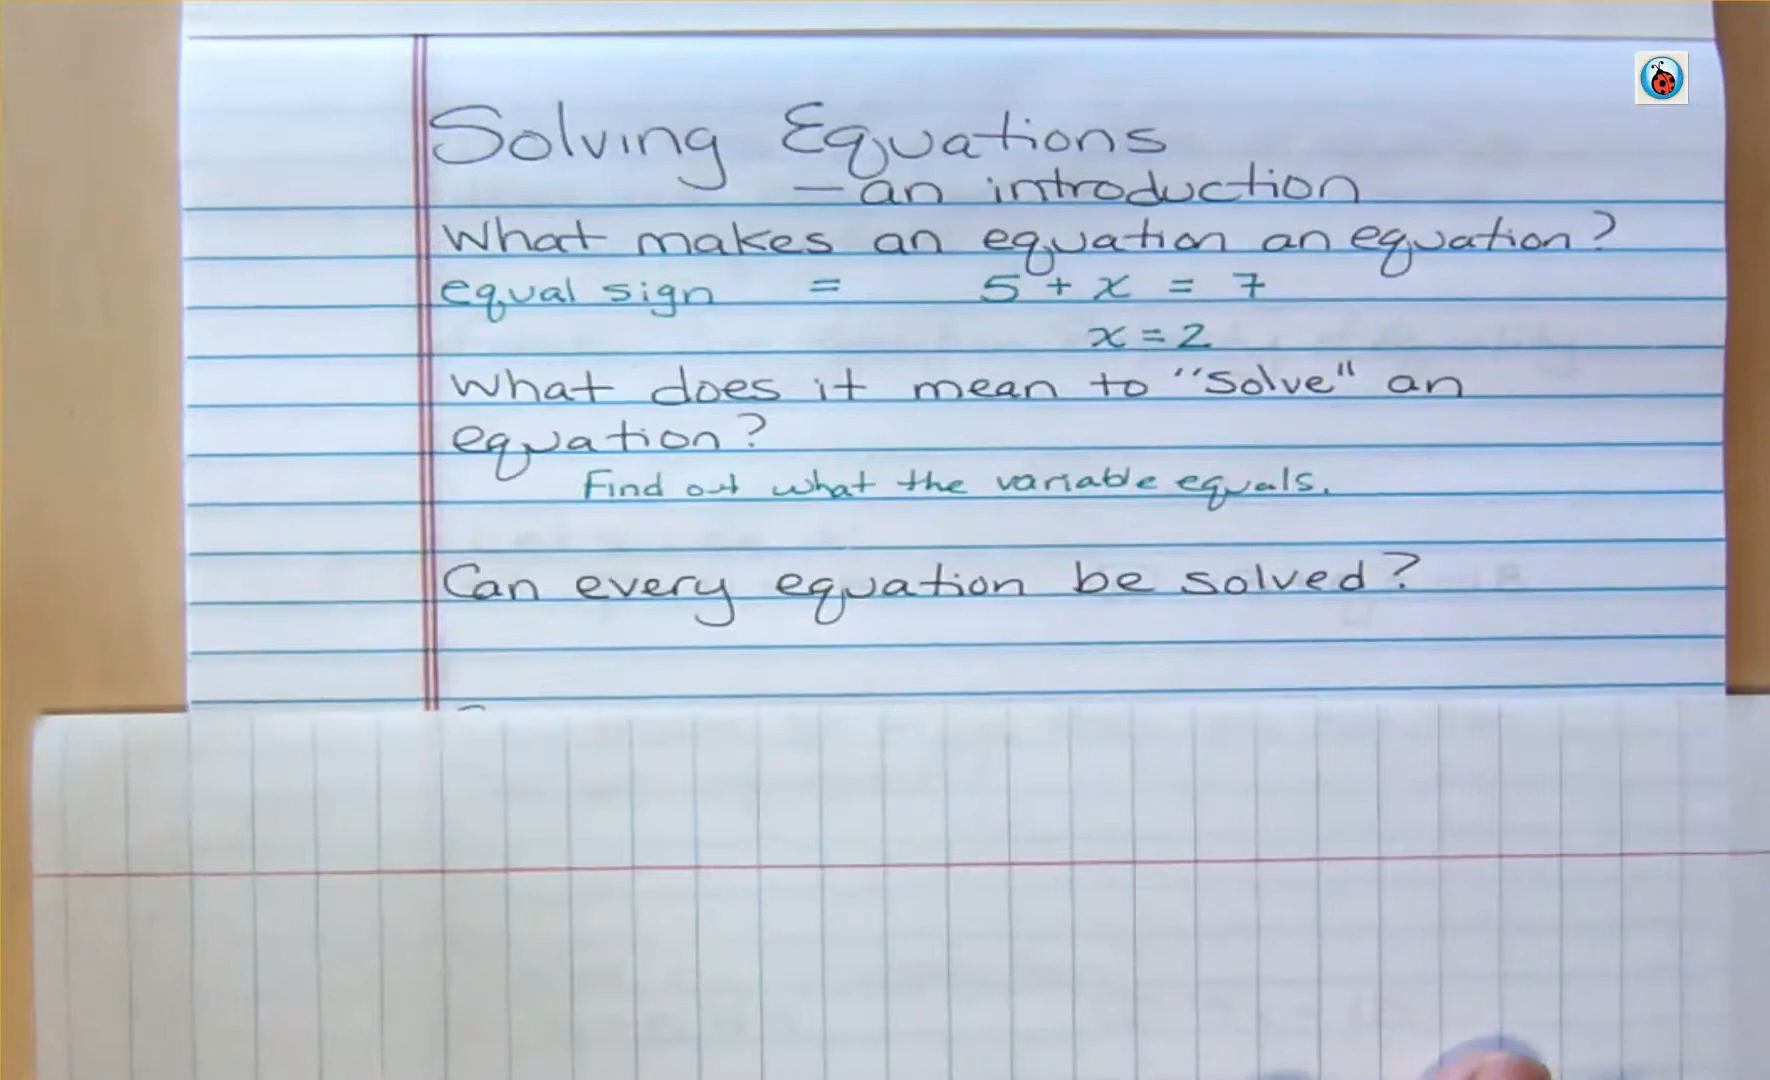 Solving Equations
— an introduction
What makes an equation an equation?
equal sign = 5 + x = 7
x = 2
What does it mean to "solve" an
equation?
Find out what the variable equals.
Can every equation be solved?